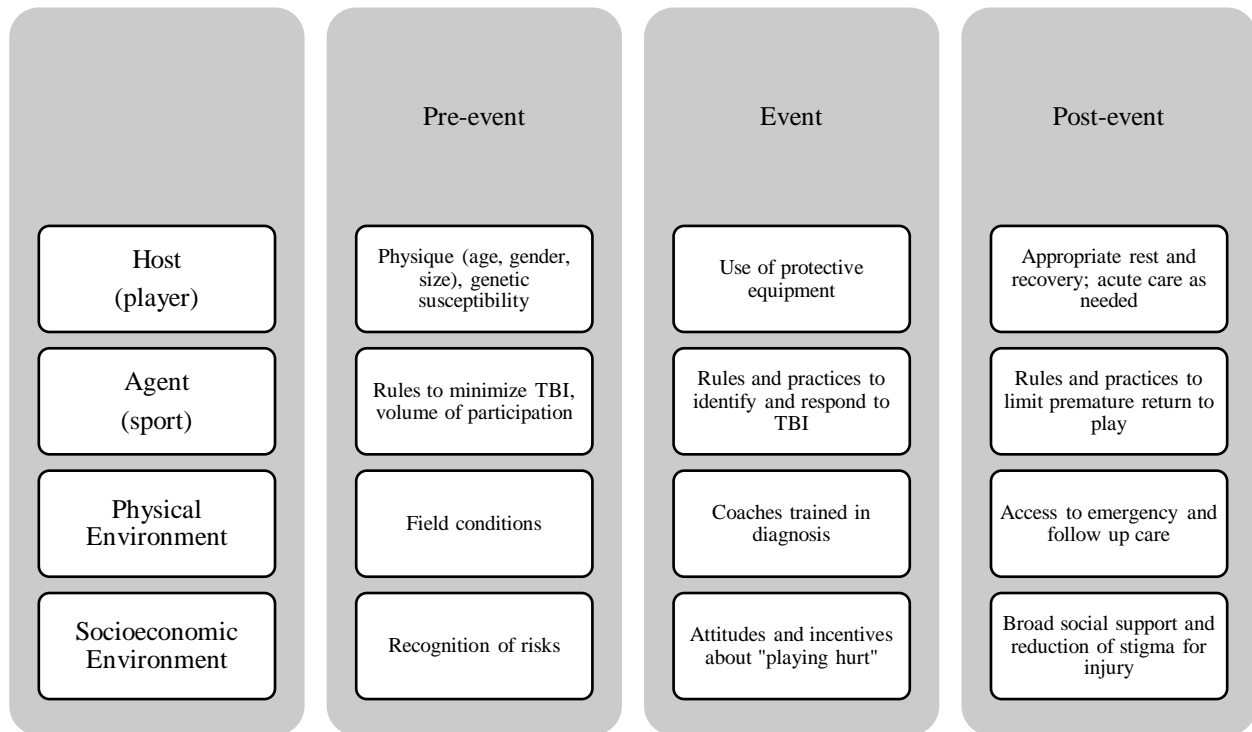 Pre-event
Event
Post-event
Host
(player)
Physique (age, gender,
size), genetic
susceptibility
Use of protective
equipment
Appropriate rest and
recovery; acute care as
needed
Agent
(sport)
Rules to minimize TBI,
volume of participation
Rules and practices to
identify and respond to
TBI
Rules and practices to
limit premature return to
play
Physical
Environment
Field conditions
Coaches trained in
diagnosis
Access to emergency and
follow up care
Socioeconomic
Environment
Recognition of risks
Attitudes and incentives
about "playing hurt"
Broad social support and
reduction of stigma for
injury